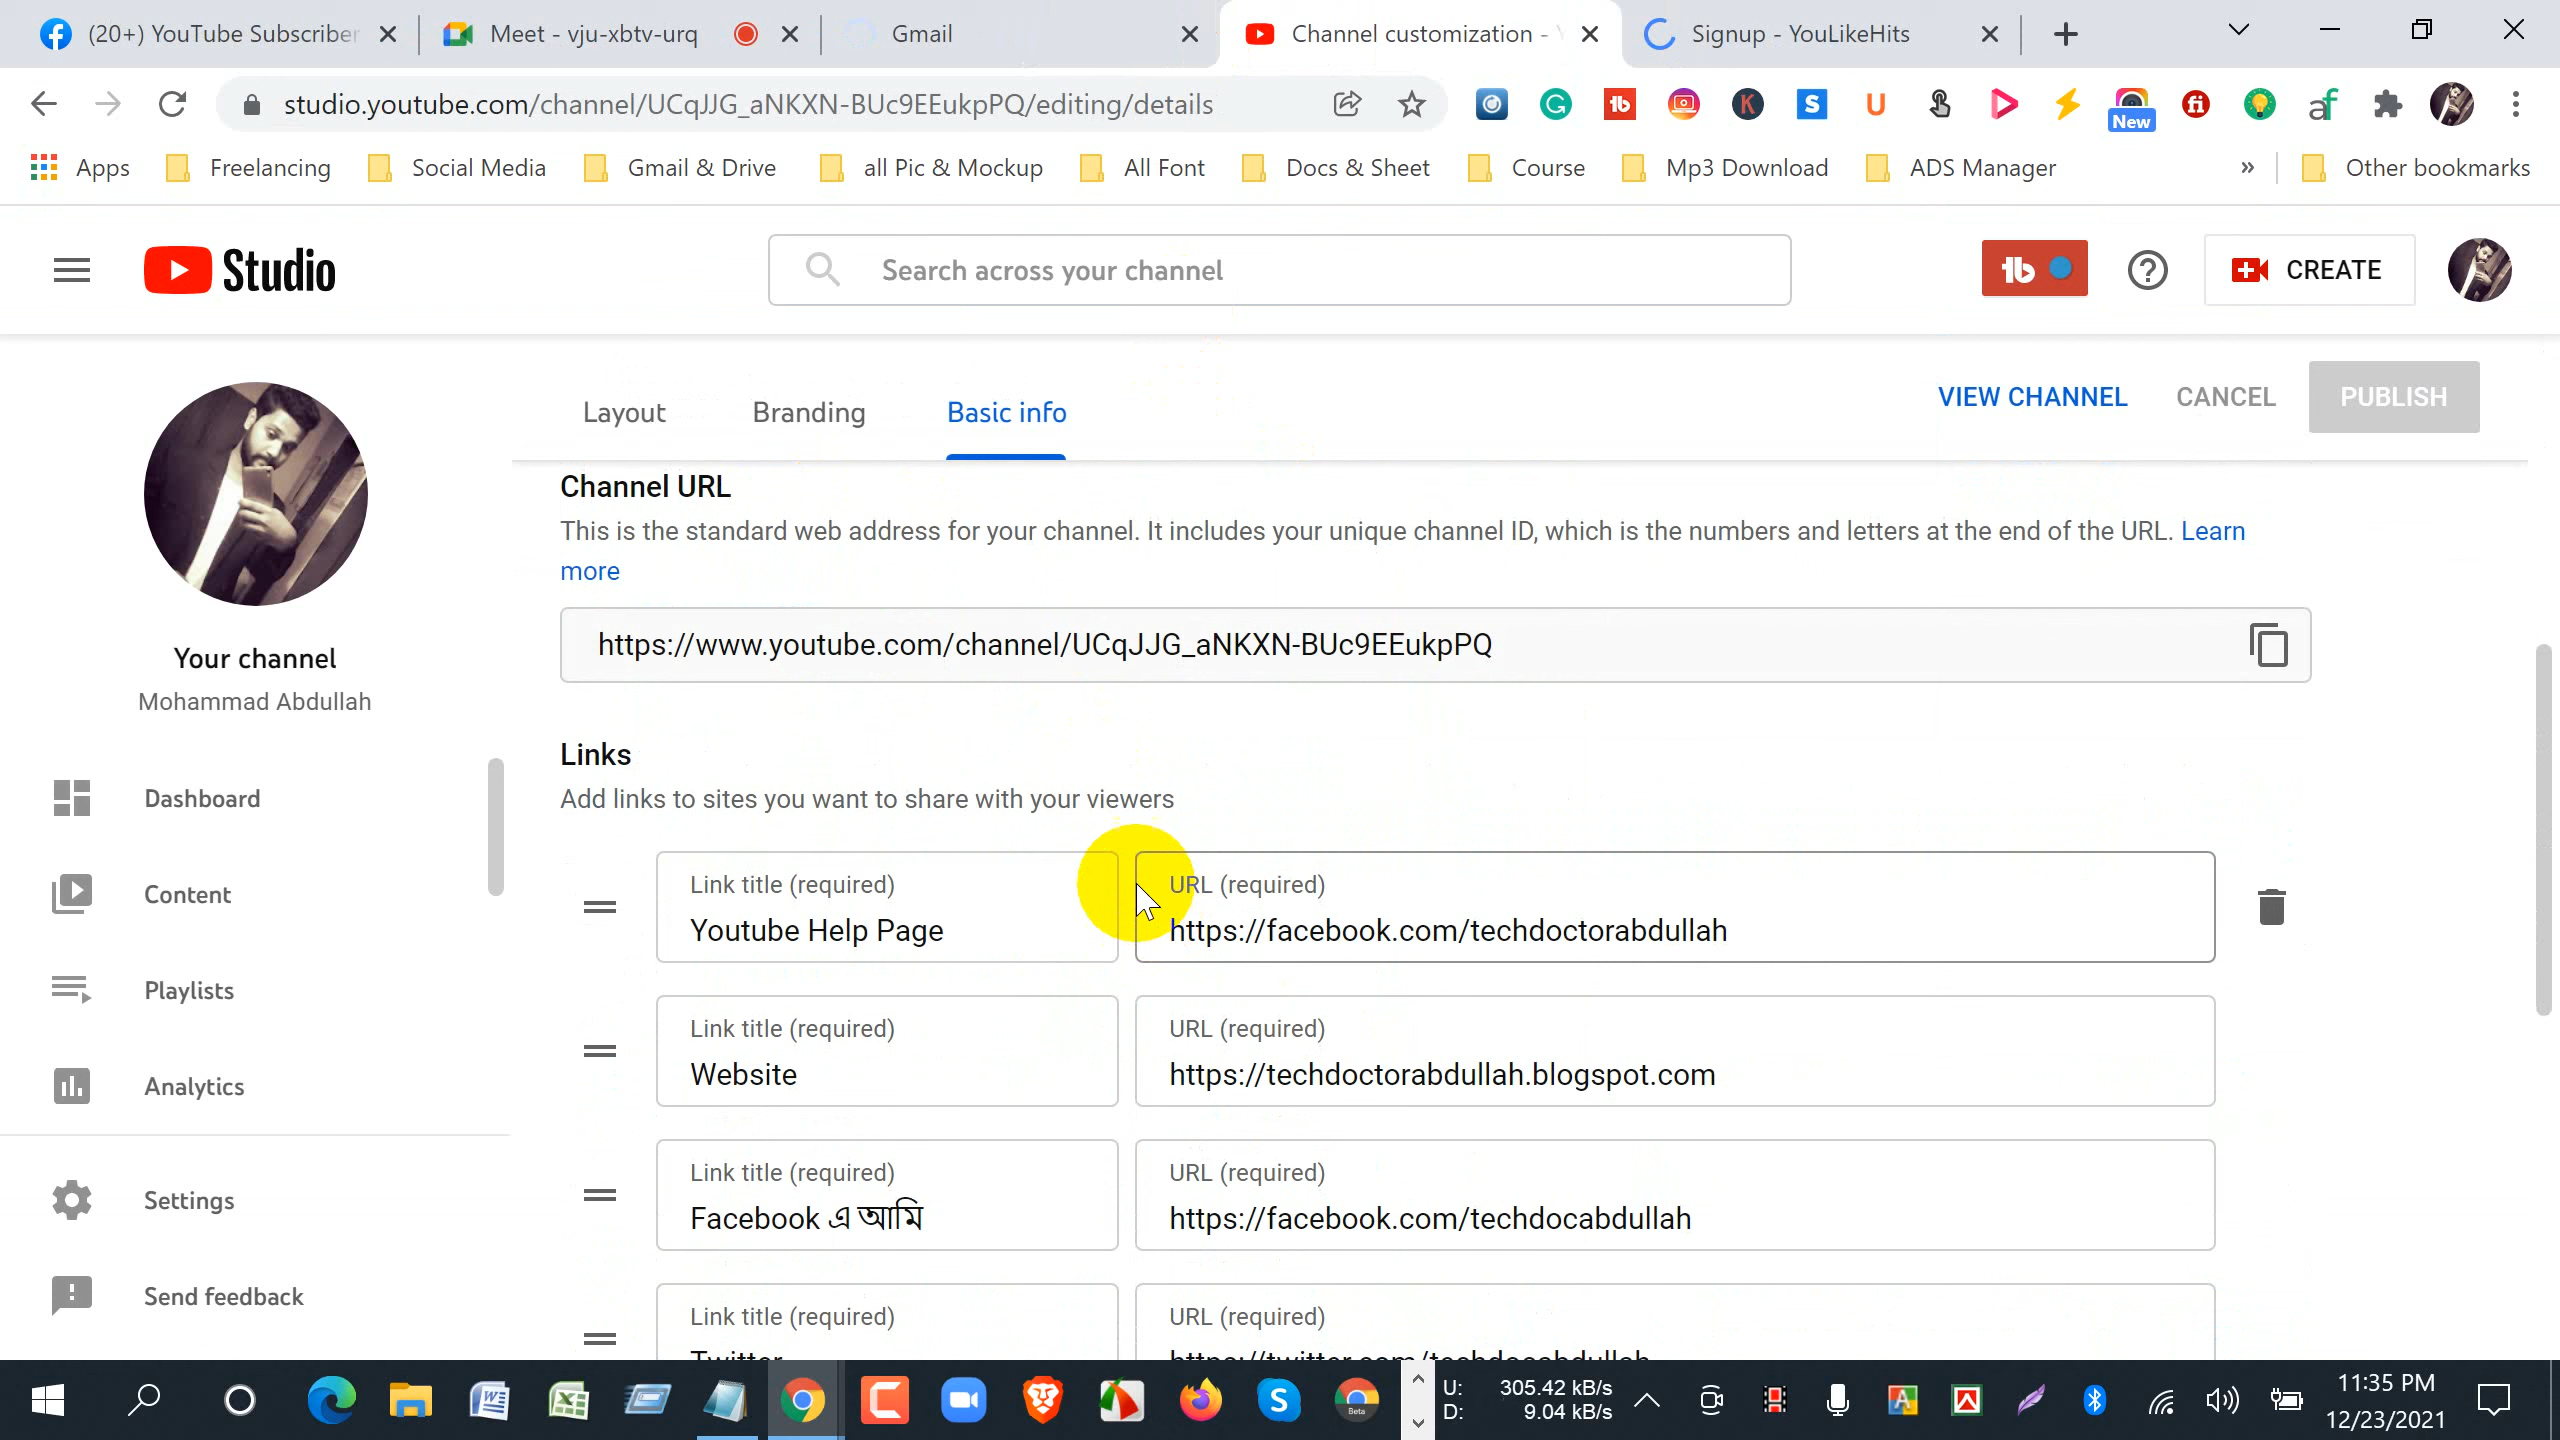 (20+) YouTube Subscriber
Meet - vju-xbtv-urq
Gmail
Channel customization -
Signup - YouLikeHits
studio.youtube.com/channel/UCqJJG_aNKXN-BUc9EEukpPQ/editing/details
New
Apps
Freelancing
Social Media
Gmail & Drive
all Pic & Mockup
All Font
Docs & Sheet
Course
Mp3 Download
ADS Manager
»
Other bookmarks
Studio
Search across your channel
CREATE
Layout
Branding
Basic info
VIEW CHANNEL
CANCEL
PUBLISH
Your channel
Mohammad Abdullah
Dashboard
Content
Playlists
Analytics
Settings
Send feedback
Channel URL
This is the standard web address for your channel. It includes your unique channel ID, which is the numbers and letters at the end of the URL. Learn
more
https://www.youtube.com/channel/UCqJJG_aNKXN-BUc9EEukpPQ
Links
Add links to sites you want to share with your viewers
Link title (required)
Youtube Help Page
URL (required)
https://facebook.com/techdoctorabdullah
Link title (required)
Website
URL (required)
https://techdoctorabdullah.blogspot.com
Link title (required)
Facebook এ আমি
URL (required)
https://facebook.com/techdocabdullah
Link title (required)
Twitter
URL (required)
https://twitter.com/techdocabdullah
U: 305.42 kB/s
D: 9.04 kB/s
11:35 PM
12/23/2021